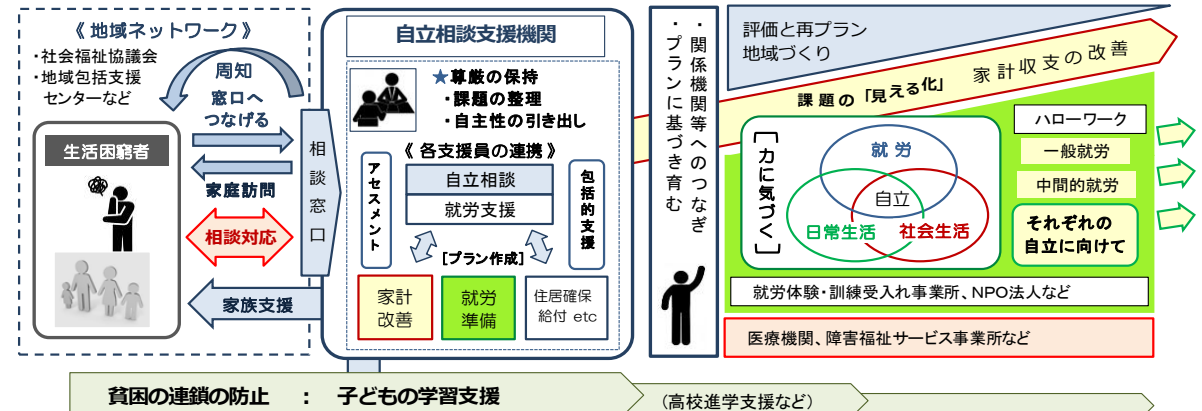 《 地域ネットワーク 》
・社会福祉協議会
・地域包括支援
センターなど
周知
窓口へ
つなげる
生活困窮者
家庭訪問
相談対応
家族支援
相談窓口
自立相談支援機関
★尊厳の保持
・課題の整理
・自主性の引き出し
《 各支援員の連携 》
アセスメント
自立相談
就労支援
包括的支援
[プラン作成]
家計
改善
就労
準備
住居確保
給付 etc
・関係機関等へのつなぎ
・プランに基づき育む
評価と再プラン
地域づくり
課題の「見える化」
家計収支の改善
[力に気づく]
就労
自立
日常生活
社会生活
ハローワーク
一般就労
中間的就労
それぞれの
自立に向けて
就労体験・訓練受入れ事業所、NPO法人など
医療機関、障害福祉サービス事業所など
貧困の連鎖の防止 : 子どもの学習支援
(高校進学支援など)